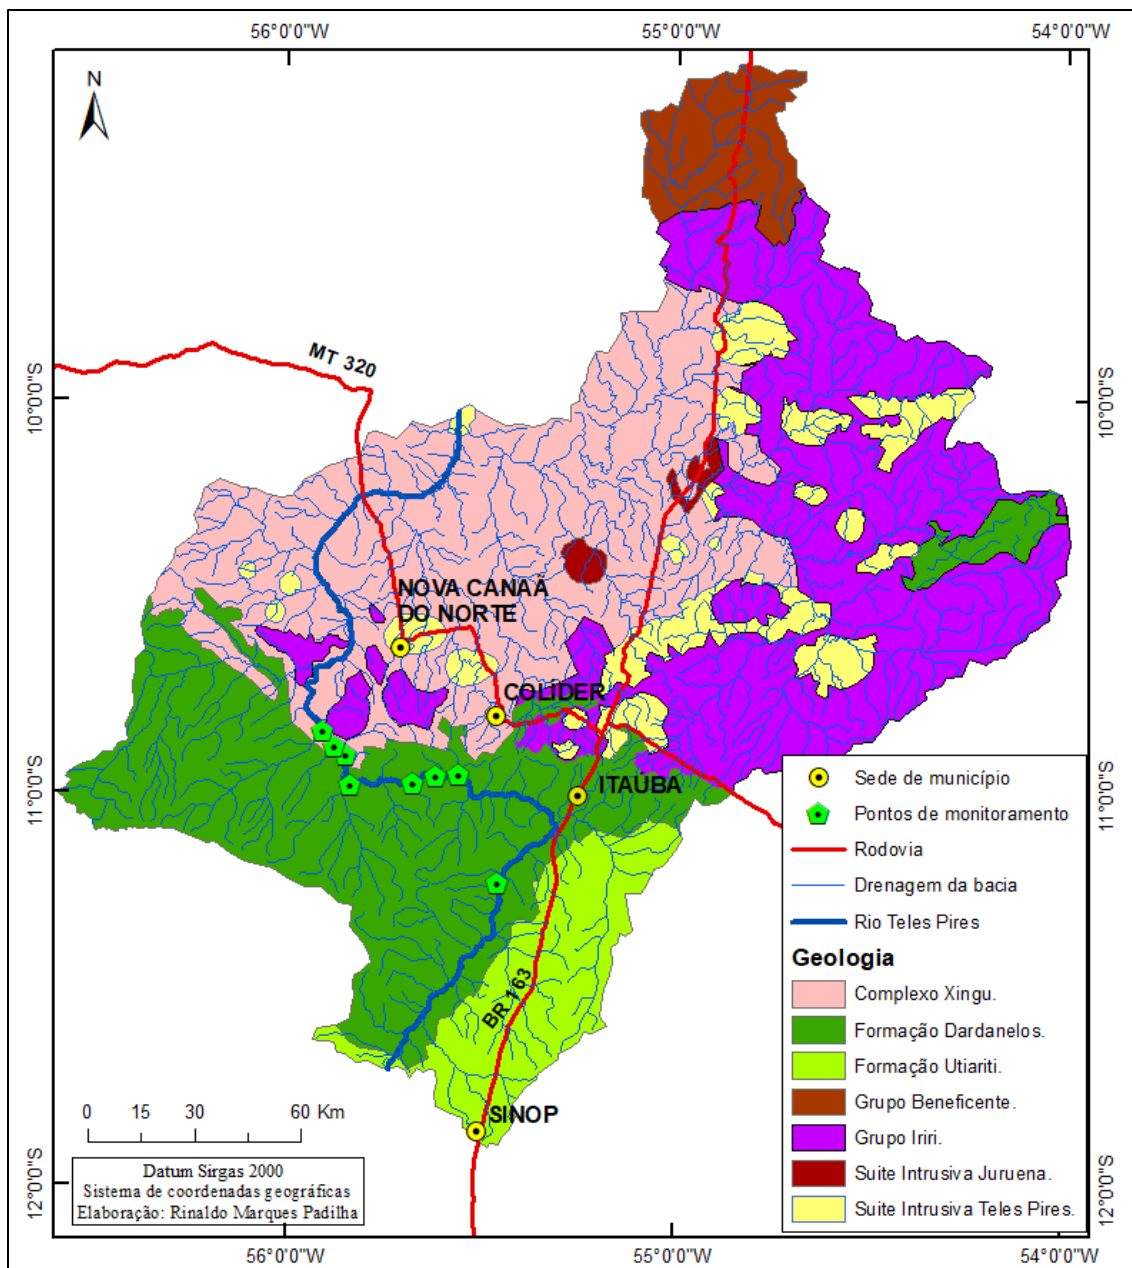 56°0'0"W
55°0'0"W
54°0'0"W
N
MT 320
10°0'0"S
10°0'0"S
NOVA CANAÃ
DO NORTE
COLÍDER
ITAÚBA
11°0'0"S
11°0'0"S
BR 163
SINOP
0 15 30 60 Km
Datum Sirgas 2000
Sistema de coordenadas geográficas
Elaboração: Rinaldo Marques Padilha
12°0'0"S
12°0'0"S
Sede de município
Pontos de monitoramento
Rodovia
Drenagem da bacia
Rio Teles Pires
Geologia
Complexo Xingu.
Formação Dardanelos.
Formação Utiariti.
Grupo Beneficente.
Grupo Iriri.
Suite Intrusiva Juruena.
Suite Intrusiva Teles Pires.
56°0'0"W
55°0'0"W
54°0'0"W